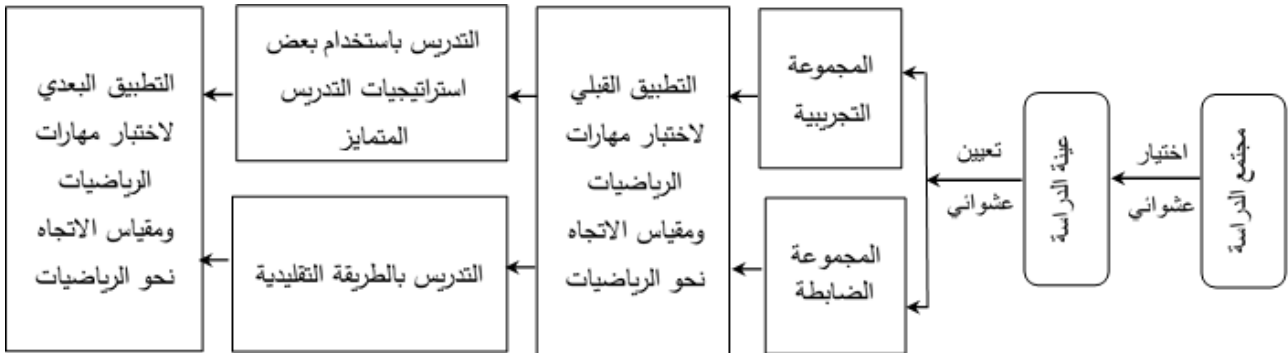 مجتمع الدراسة
اختيار
عشوائي
عينة الدراسة
تعيين
عشوائي
المجموعة
التجريبية
المجموعة
الضابطة
التطبيق القبلي
لاختبار مهارات
الرياضيات
ومقياس الاتجاه
نحو الرياضيات
التدريس باستخدام بعض
استراتيجيات التدريس
المتمايز
التدريس بالطريقة التقليدية
التطبيق البعدي
لاختبار مهارات
الرياضيات
ومقياس الاتجاه
نحو الرياضيات